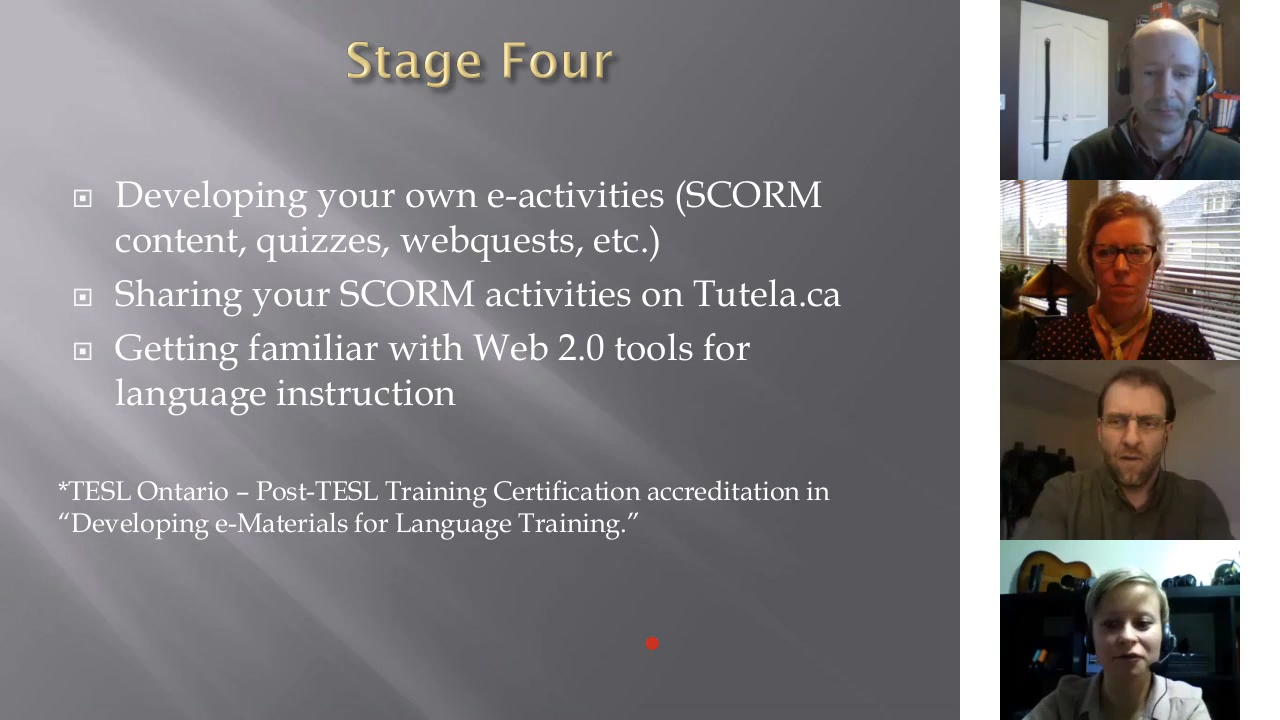 Stage Four
Developing your own e-activities (SCORM
content, quizzes, webquests, etc.)
Sharing your SCORM activities on Tutela.ca
Getting familiar with Web 2.0 tools for
language instruction
*TESL Ontario – Post-TESL Training Certification accreditation in
“Developing e-Materials for Language Training.”